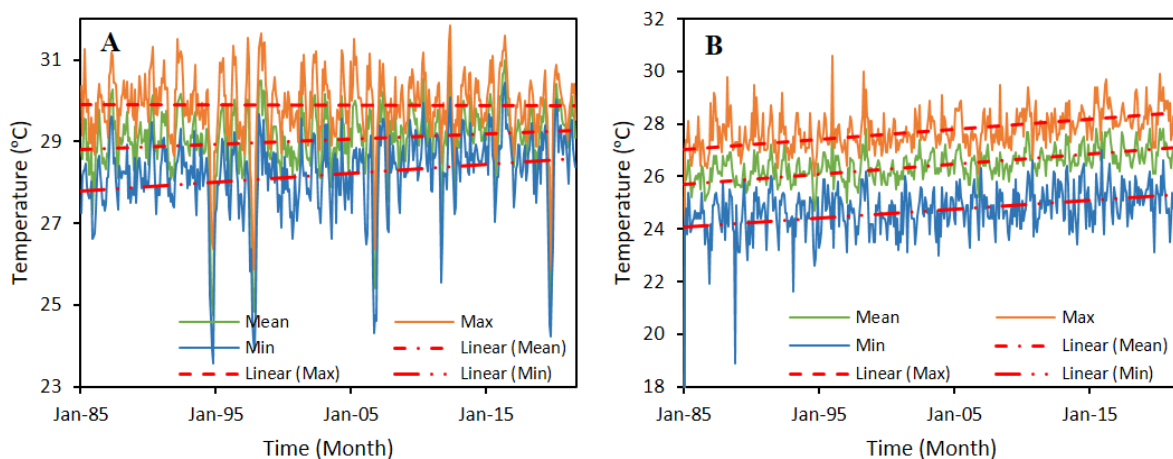 A
Temperature (°C)
31
29
27
25
23
Mean
Max
Min
Linear (Mean)
Linear (Max)
Linear (Min)
Jan-85
Jan-95
Jan-05
Jan-15
Time (Month)
B
Temperature (°C)
32
30
28
26
24
22
20
18
Mean
Max
Min
Linear (Mean)
Linear (Max)
Linear (Min)
Jan-85
Jan-95
Jan-05
Jan-15
Time (Month)